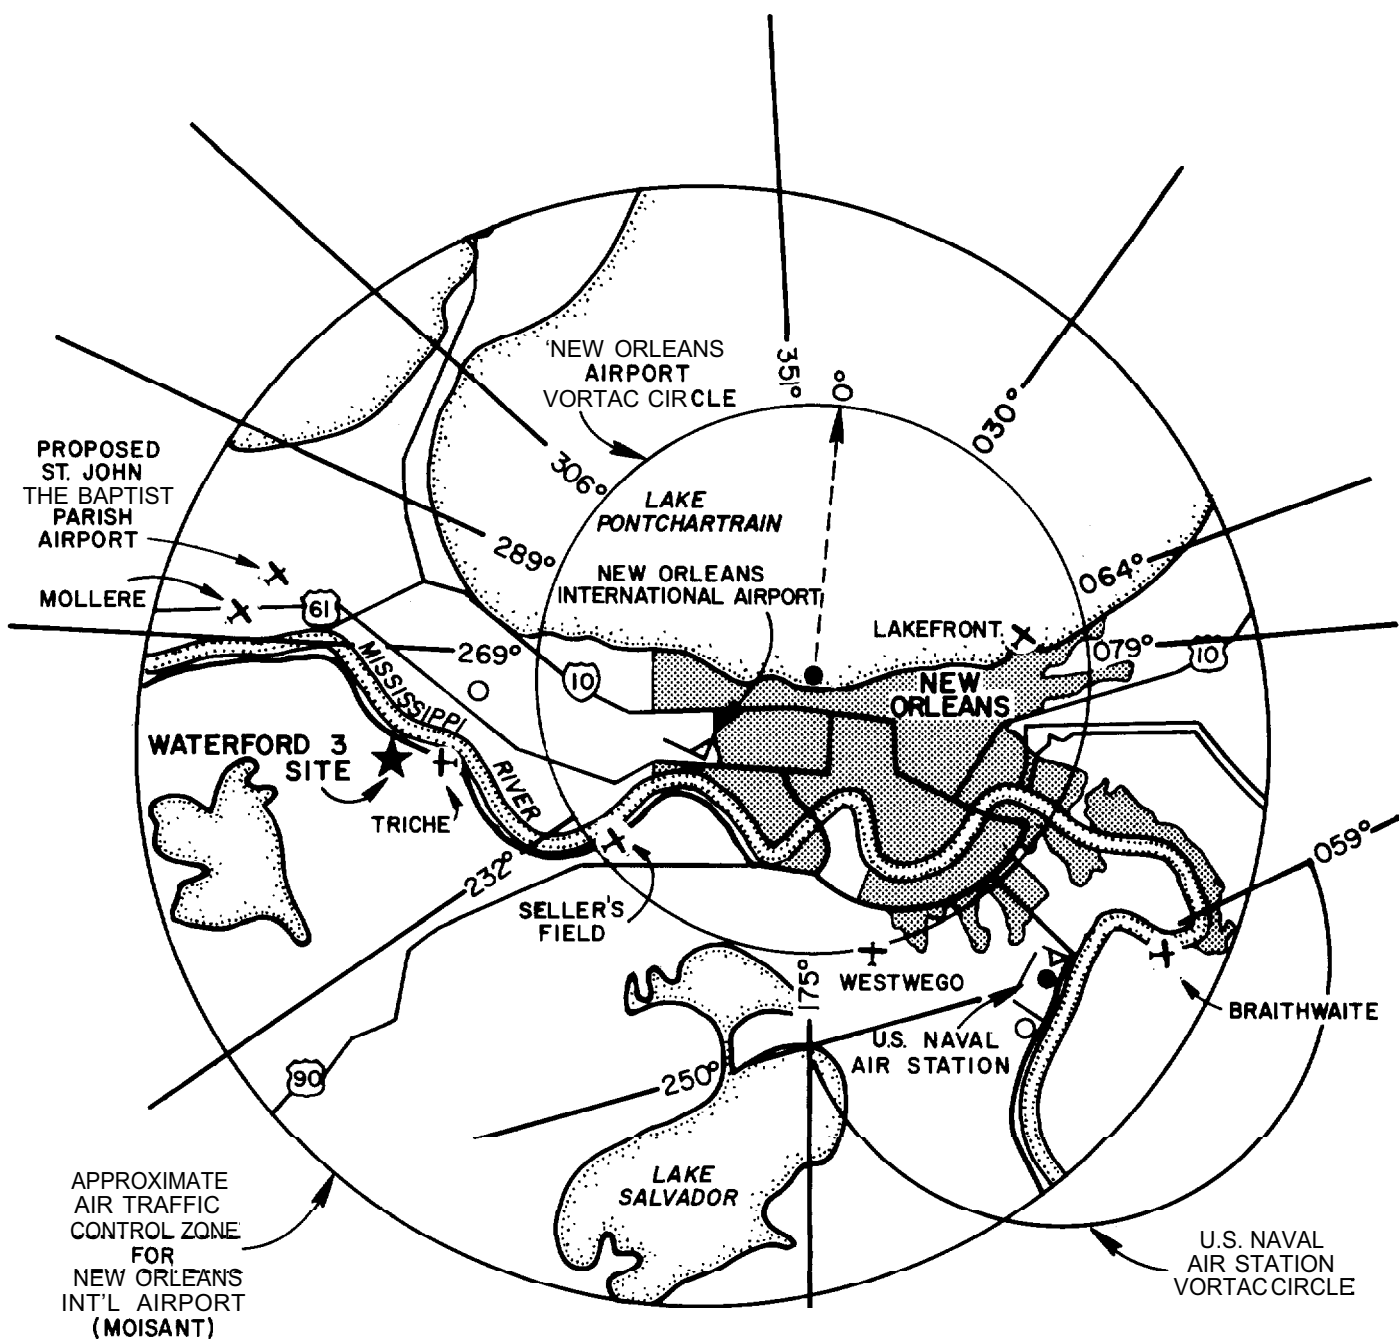 351°
0°
030°
'NEW ORLEANS
AIRPORT
VORTAC CIRCLE
306°
LAKE
PONTCHARTRAIN
PROPOSED
ST. JOHN
THE BAPTIST
PARISH
AIRPORT
289°
NEW ORLEANS
INTERNATIONAL AIRPORT
064°
MOLLERE
61
LAKEFRONT
079°
10
269°
10
MISSISSIPPI
RIVER
NEW
ORLEANS
WATERFORD 3
SITE
TRICHE
232°
059°
SELLER'S
FIELD
175°
WESTWEGO
BRAITHWAITE
U.S. NAVAL
AIR STATION
90
250°
LAKE
SALVADOR
APPROXIMATE
AIR TRAFFIC
CONTROL ZONE
FOR
NEW ORLEANS
INT'L AIRPORT
(MOISANT)
U.S. NAVAL
AIR STATION
VORTAC CIRCLE